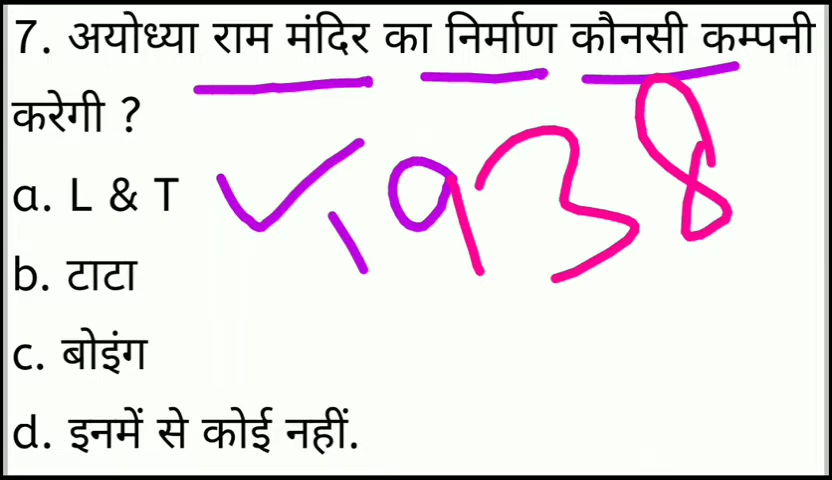 7. अयोध्या राम मंदिर का निर्माण कौनसी कम्पनी
करेगी ?
a. L & T
1938
b. टाटा
c. बोइंग
d. इनमें से कोई नहीं.